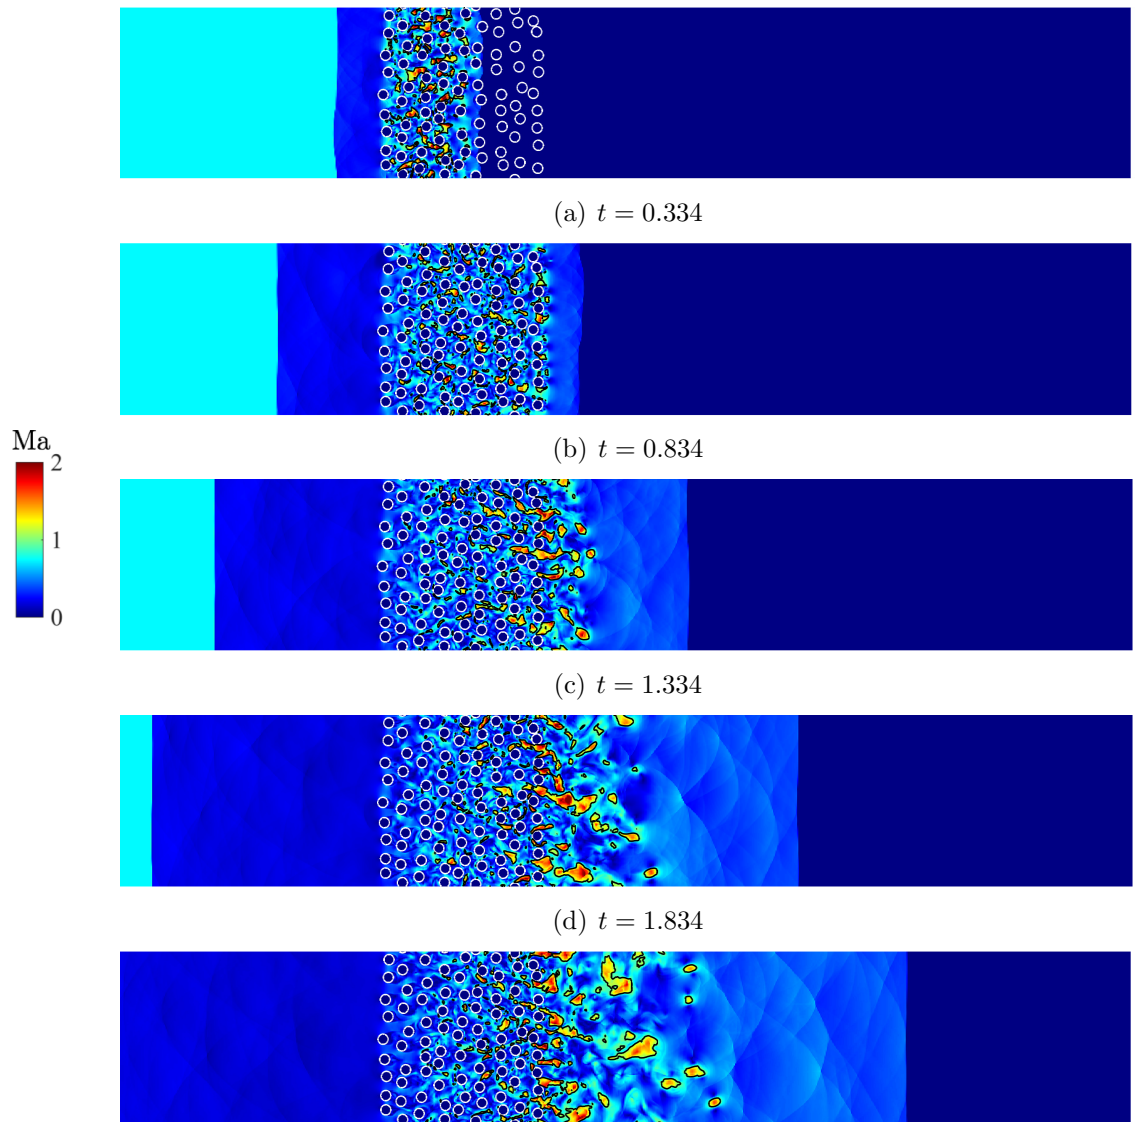 (a) t = 0.334
(b) t = 0.834
Ma
2
1
0
(c) t = 1.334
(d) t = 1.834